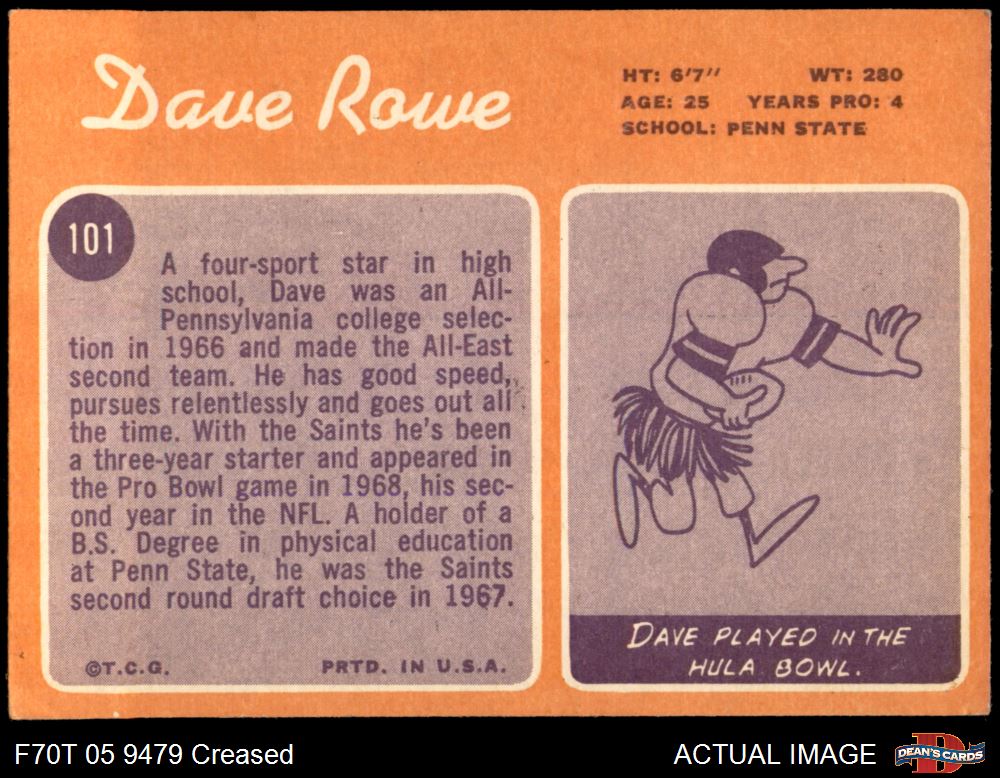 Dave Rowe
HT: 6'7" WT: 280
AGE: 25 YEARS PRO: 4
SCHOOL: PENN STATE
101
A four-sport star in high
school, Dave was an All-
Pennsylvania college selec-
tion in 1966 and made the All-East
second team. He has good speed,
pursues relentlessly and goes out all
the time. With the Saints he's been
a three-year starter and appeared in
the Pro Bowl game in 1968, his sec-
ond year in the NFL. A holder of a
B.S. Degree in physical education
at Penn State, he was the Saints
second round draft choice in 1967.
©T.C.G. PRTD. IN U.S.A.
DAVE PLAYED IN THE
HULA BOWL.
F70T 05 9479 Creased
ACTUAL IMAGE
D
DEAN'S CARDS